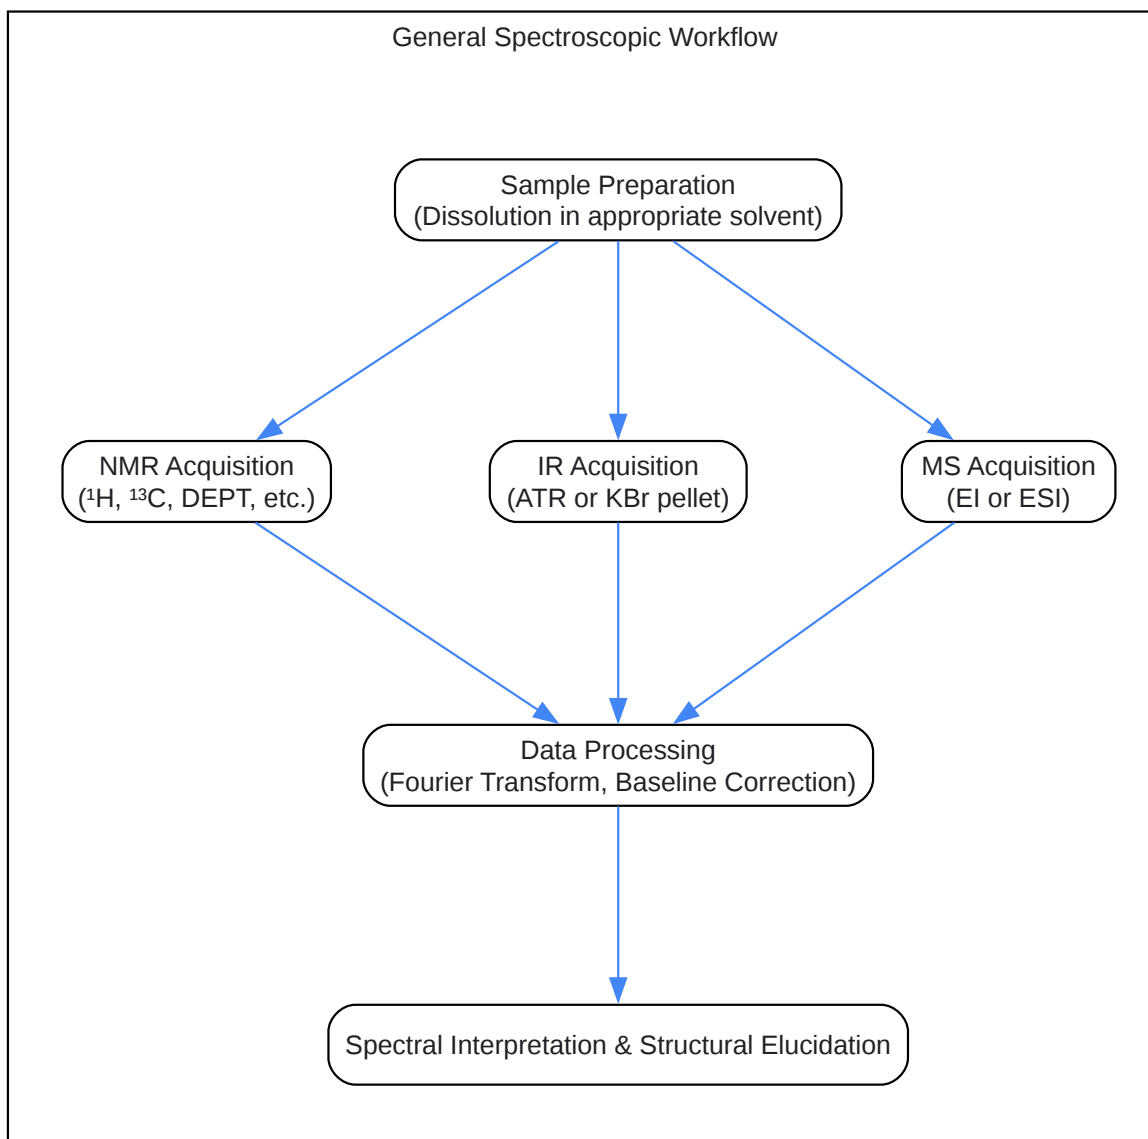 General Spectroscopic Workflow
Sample Preparation
(Dissolution in appropriate solvent)
NMR Acquisition
(¹H, ¹³C, DEPT, etc.)
IR Acquisition
(ATR or KBr pellet)
MS Acquisition
(EI or ESI)
Data Processing
(Fourier Transform, Baseline Correction)
Spectral Interpretation & Structural Elucidation